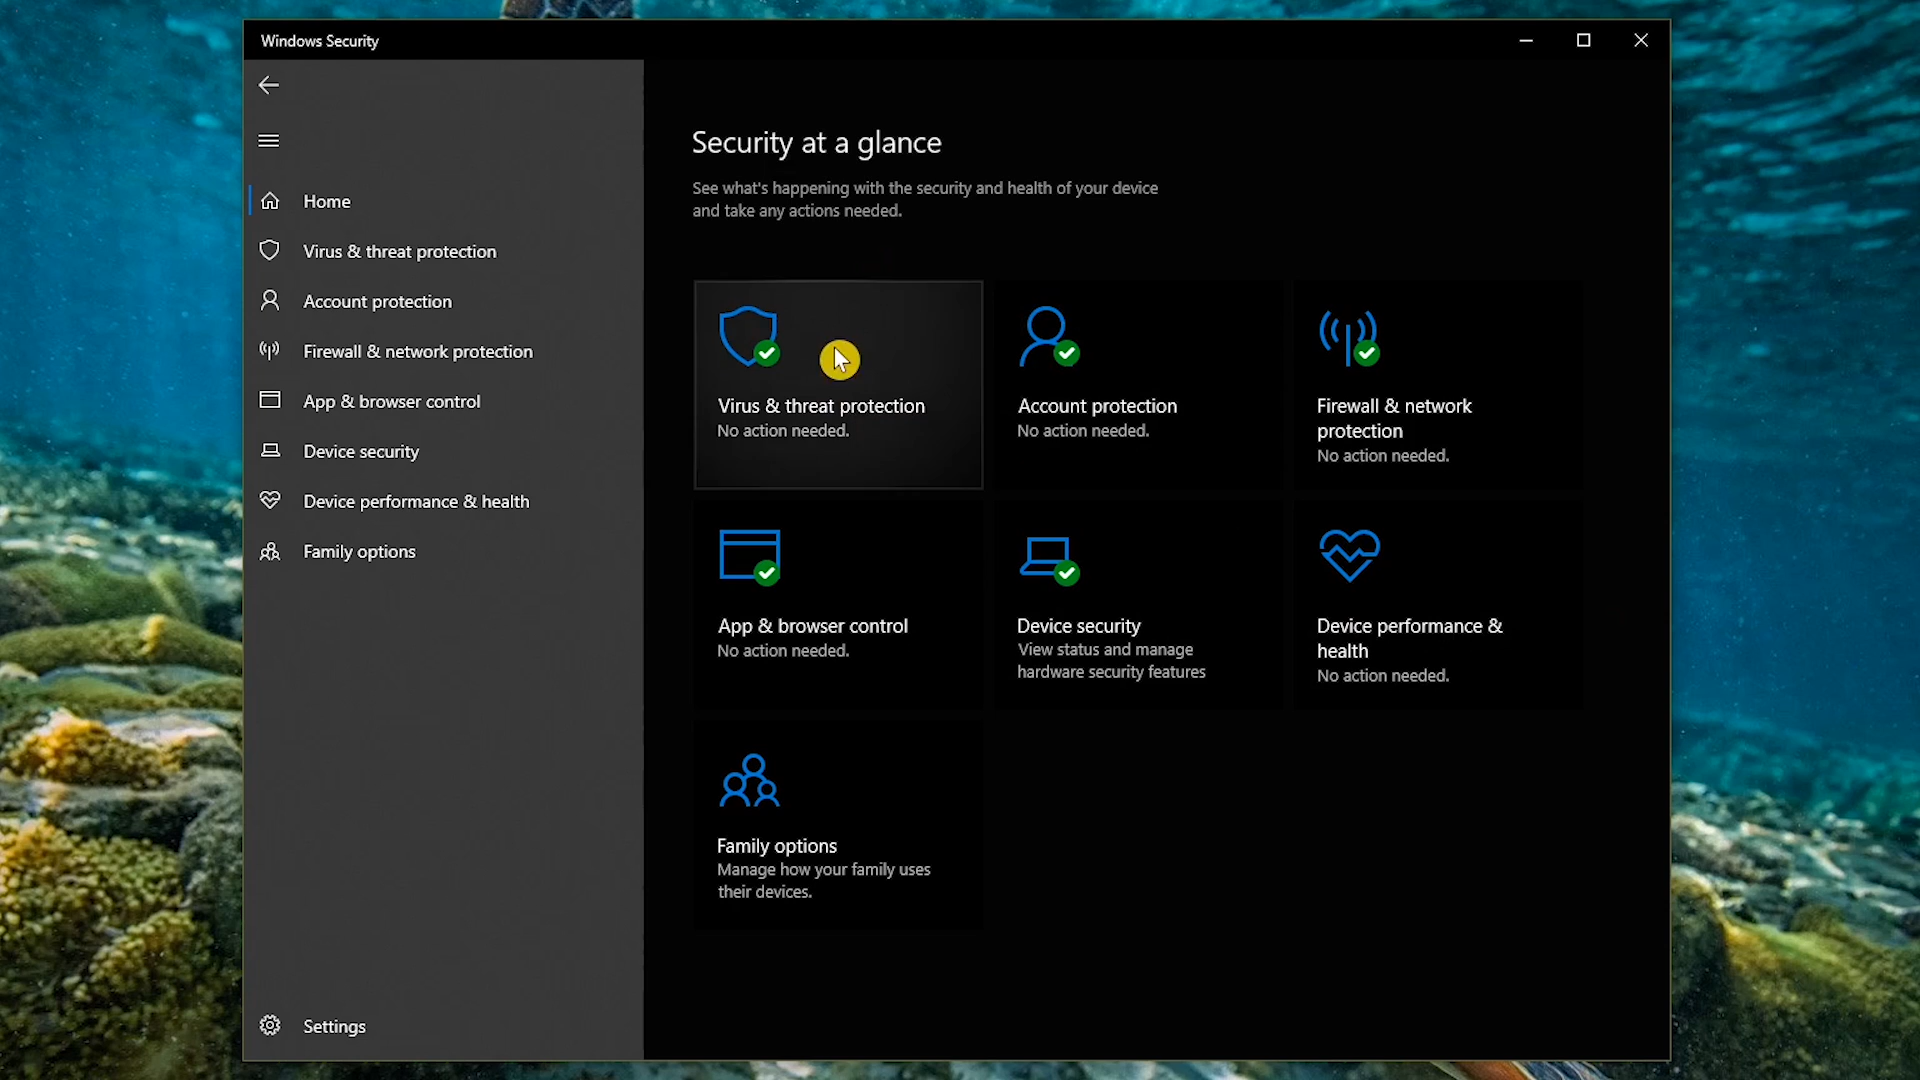 Windows Security
Home
Virus & threat protection
Account protection
Firewall & network protection
App & browser control
Device security
Device performance & health
Family options
Settings
Security at a glance
See what's happening with the security and health of your device
and take any actions needed.
Virus & threat protection
No action needed.
Account protection
No action needed.
Firewall & network
protection
No action needed.
App & browser control
No action needed.
Device security
View status and manage
hardware security features
Device performance &
health
No action needed.
Family options
Manage how your family uses
their devices.